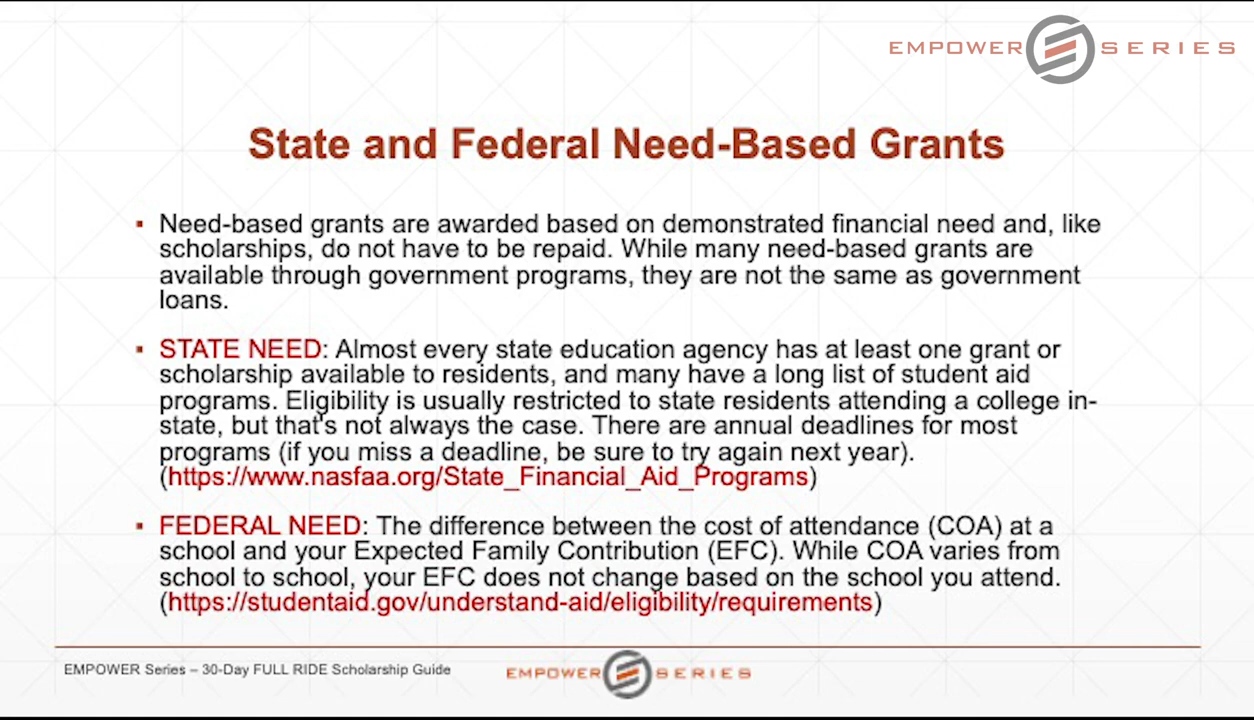 EMPOWER SERIES
State and Federal Need-Based Grants
▪ Need-based grants are awarded based on demonstrated financial need and, like
scholarships, do not have to be repaid. While many need-based grants are
available through government programs, they are not the same as government
loans.
▪ STATE NEED: Almost every state education agency has at least one grant or
scholarship available to residents, and many have a long list of student aid
programs. Eligibility is usually restricted to state residents attending a college in-
state, but that's not always the case. There are annual deadlines for most
programs (if you miss a deadline, be sure to try again next year).
(https://www.nasfaa.org/State_Financial_Aid_Programs)
▪ FEDERAL NEED: The difference between the cost of attendance (COA) at a
school and your Expected Family Contribution (EFC). While COA varies from
school to school, your EFC does not change based on the school you attend.
(https://studentaid.gov/understand-aid/eligibility/requirements)
EMPOWER Series – 30-Day FULL RIDE Scholarship Guide
EMPOWER SERIES